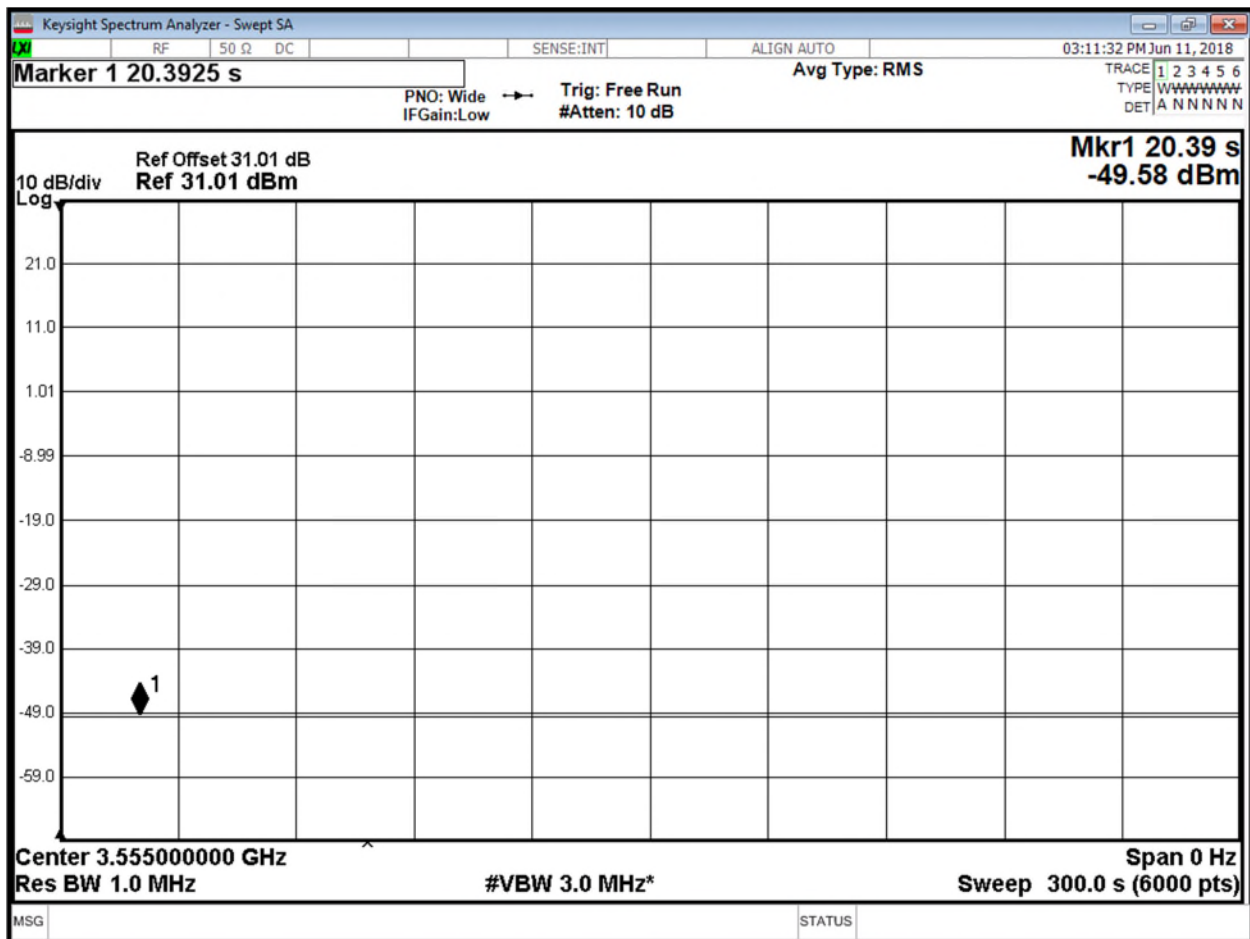 Keysight Spectrum Analyzer - Swept SA
LXI RF 50 Ω DC SENSE:INT ALIGN AUTO 03:11:32 PM Jun 11, 2018
Marker 1 20.3925 s
Avg Type: RMS
TRACE 1 2 3 4 5 6
PNO: Wide
Trig: Free Run
TYPE WWWWWW
IFGain:Low
#Atten: 10 dB
DET A N N N N N
Ref Offset 31.01 dB
Mkr1 20.39 s
10 dB/div Ref 31.01 dBm
-49.58 dBm
Log
21.0
11.0
1.01
-8.99
-19.0
-29.0
-39.0
1
-49.0
-59.0
Center 3.555000000 GHz
Span 0 Hz
Res BW 1.0 MHz
#VBW 3.0 MHz*
Sweep 300.0 s (6000 pts)
MSG
STATUS